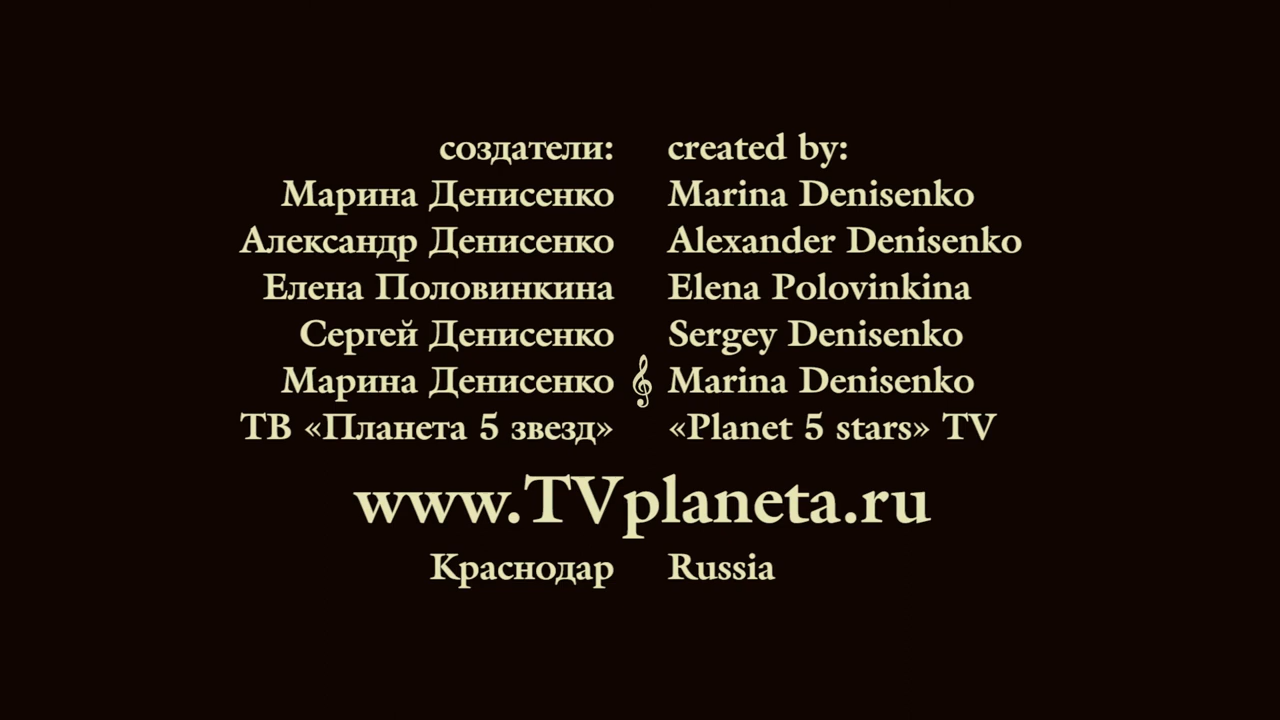 создатели: created by:
Марина Денисенко Marina Denisenko
Александр Денисенко Alexander Denisenko
Елена Половинкина Elena Polovinkina
Сергей Денисенко Sergey Denisenko
Марина Денисенко 𝄞 Marina Denisenko
ТВ «Планета 5 звезд» «Planet 5 stars» TV
www.TVplaneta.ru
Краснодар Russia